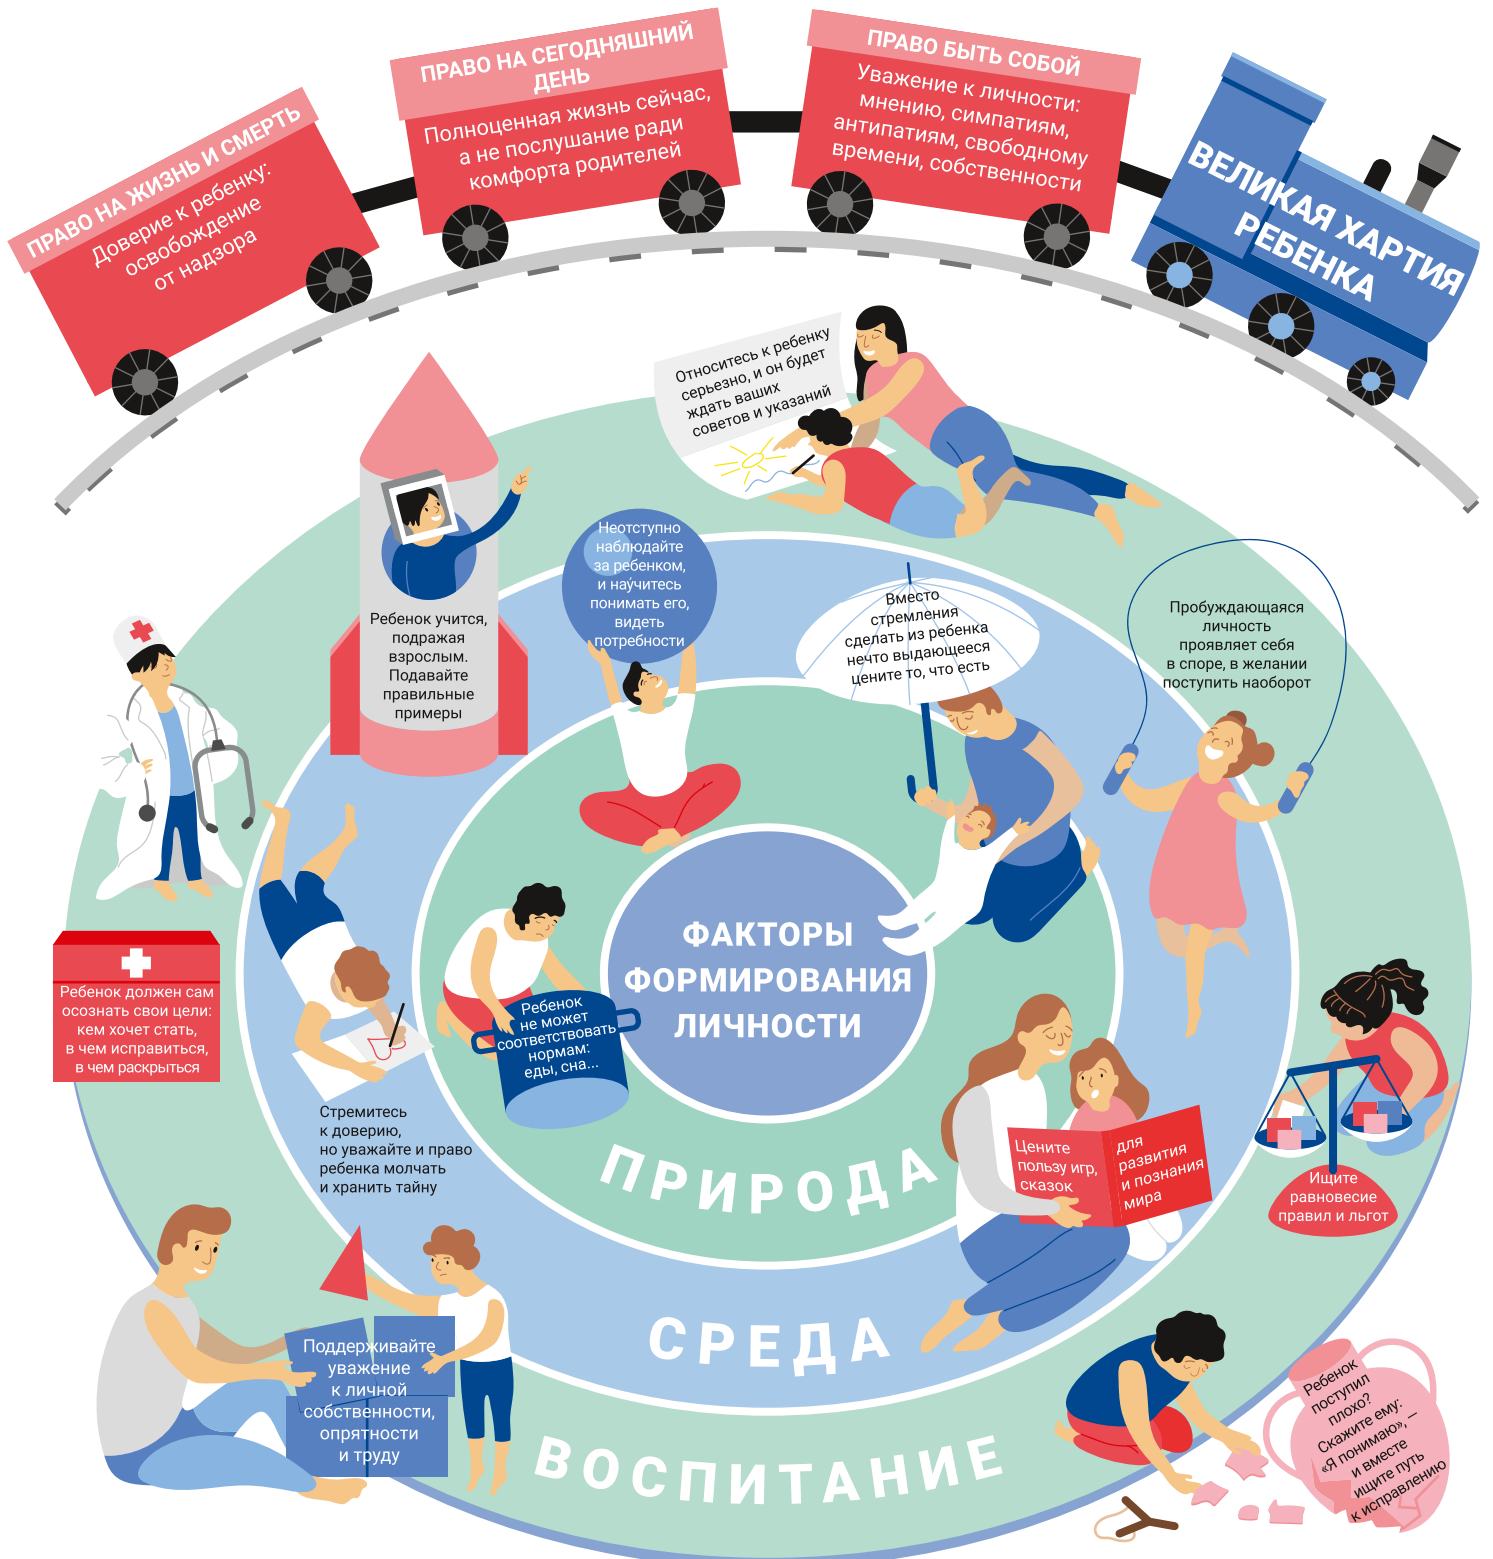 ПРАВО НА ЖИЗНЬ И СМЕРТЬ
Доверие к ребенку:
освобождение
от надзора
ПРАВО НА СЕГОДНЯШНИЙ
ДЕНЬ
Полноценная жизнь сейчас,
а не послушание ради
комфорта родителей
ПРАВО БЫТЬ СОБОЙ
Уважение к личности:
мнению, симпатиям,
антипатиям, свободному
времени, собственности
ВЕЛИКАЯ ХАРТИЯ
РЕБЕНКА
Относитесь к ребенку
серьезно, и он будет
ждать ваших
советов и указаний
Ребенок учится,
подражая
взрослым.
Подавайте
правильные
примеры
Неотступно
наблюдайте
за ребенком,
и научитесь
понимать его,
видеть
потребности
Вместо
стремления
сделать из ребенка
нечто выдающееся
цените то, что есть
Пробуждающаяся
личность
проявляет себя
в споре, в желании
поступить наоборот
Ребенок должен сам
осознать свои цели:
кем хочет стать,
в чем исправиться,
в чем раскрыться
Ребенок
не может
соответствовать
нормам:
еды, сна...
ФАКТОРЫ
ФОРМИРОВАНИЯ
ЛИЧНОСТИ
Стремитесь
к доверию,
но уважайте и право
ребенка молчать
и хранить тайну
Цените
пользу игр,
сказок
для
развития
и познания
мира
Ищите
равновесие
правил и льгот
ПРИРОДА
СРЕДА
ВОСПИТАНИЕ
Поддерживайте
уважение
к личной
собственности,
опрятности
и труду
Ребенок
поступил
плохо?
Скажите ему:
«Я понимаю», —
и вместе
ищите путь
к исправлению